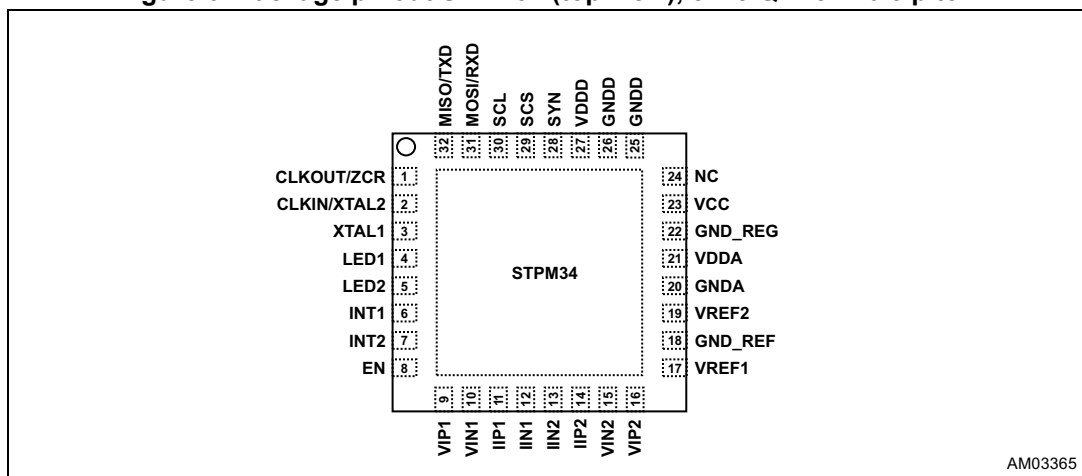 MISO/TXD
MOSI/RXD
SCL
SCS
SYN
VDDD
GNDD
GNDD
32
31
30
29
28
27
26
25
CLKOUT/ZCR 1
CLKIN/XTAL2 2
XTAL1 3
LED1 4
LED2 5
INT1 6
INT2 7
EN 8
STPM34
24 NC
23 VCC
22 GND_REG
21 VDDA
20 GNDA
19 VREF2
18 GND_REF
17 VREF1
9
10
11
12
13
14
15
16
VIP1
VIN1
IIP1
IIN1
IIN2
IIP2
VIN2
VIP2
AM03365